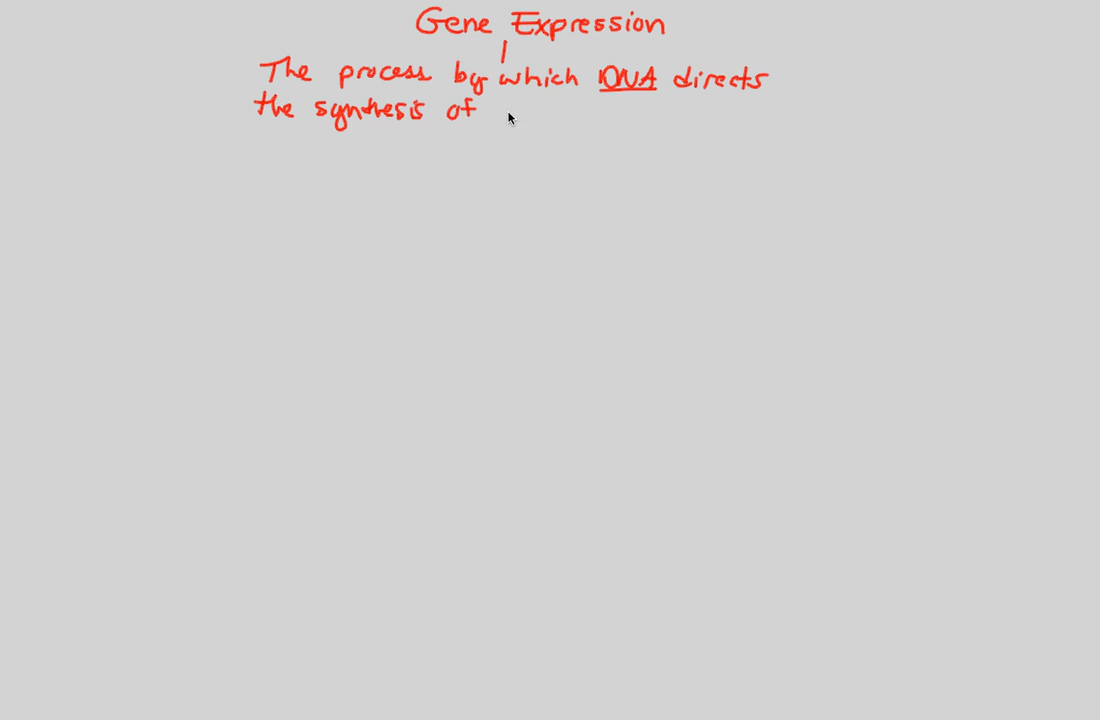 Gene Expression
The process by which DNA directs
the synthesis of